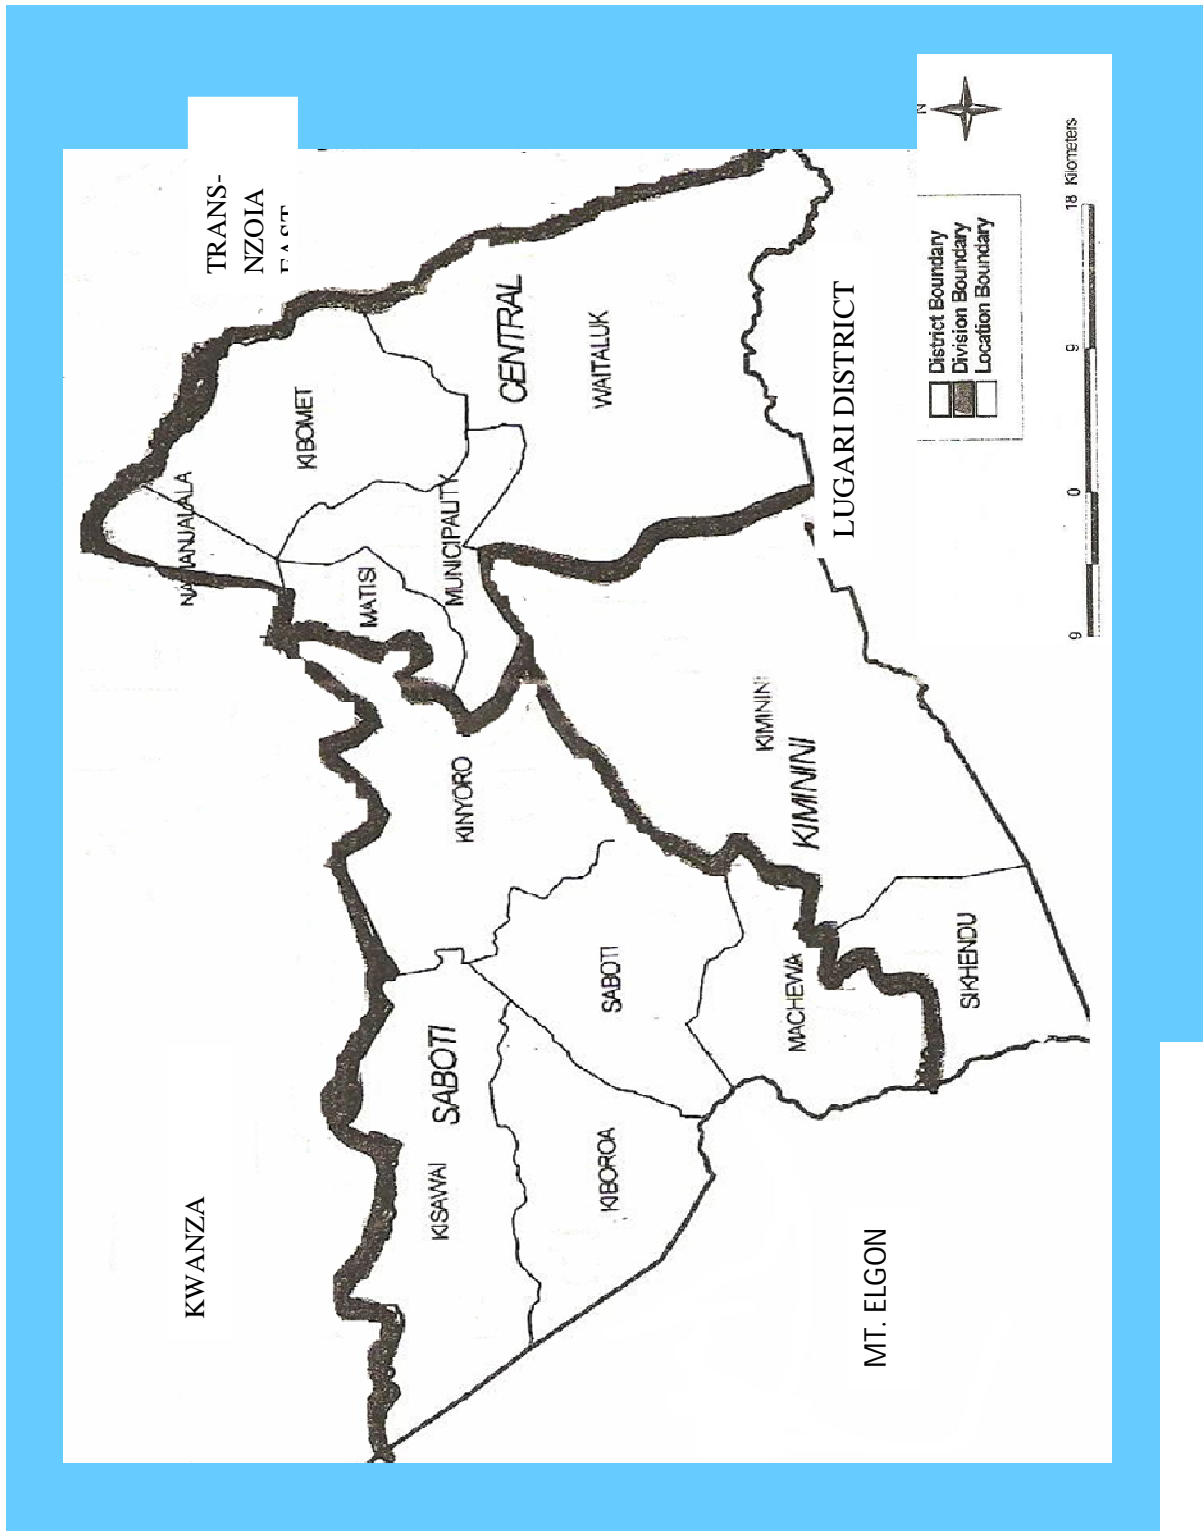 TRANS-
NZOIA
EAST
N
KWANZA
NAMANJALALA
KIBOMET
MATISI
MUNICIPALITY
CENTRAL
WAITALUK
KINYORO
SABOTI
KISAWAI
SABOTI
KIBOROA
MACHEWA
KIMININI
KIMININI
SIKHENDU
LUGARI DISTRICT
MT. ELGON
District Boundary
Division Boundary
Location Boundary
9 0 9 18 Kilometers